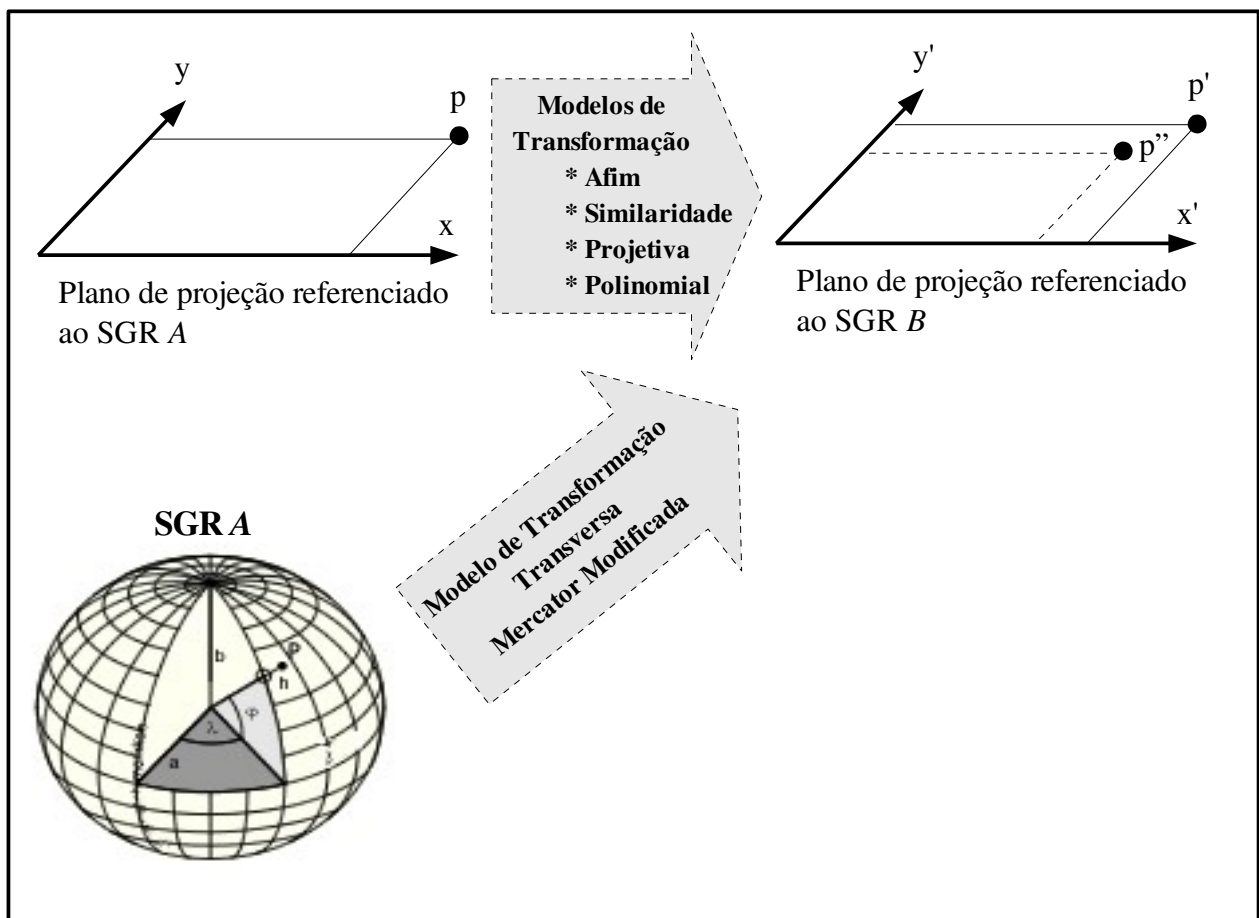 y
p
x
Plano de projeção referenciado
ao SGR A
Modelos de
Transformação
* Afim
* Similaridade
* Projetiva
* Polinomial
y'
p'
p”
x'
Plano de projeção referenciado
ao SGR B
Modelo de Transformação
Transversa
Mercator Modificada
SGR A
b
P
h
φ
λ
a